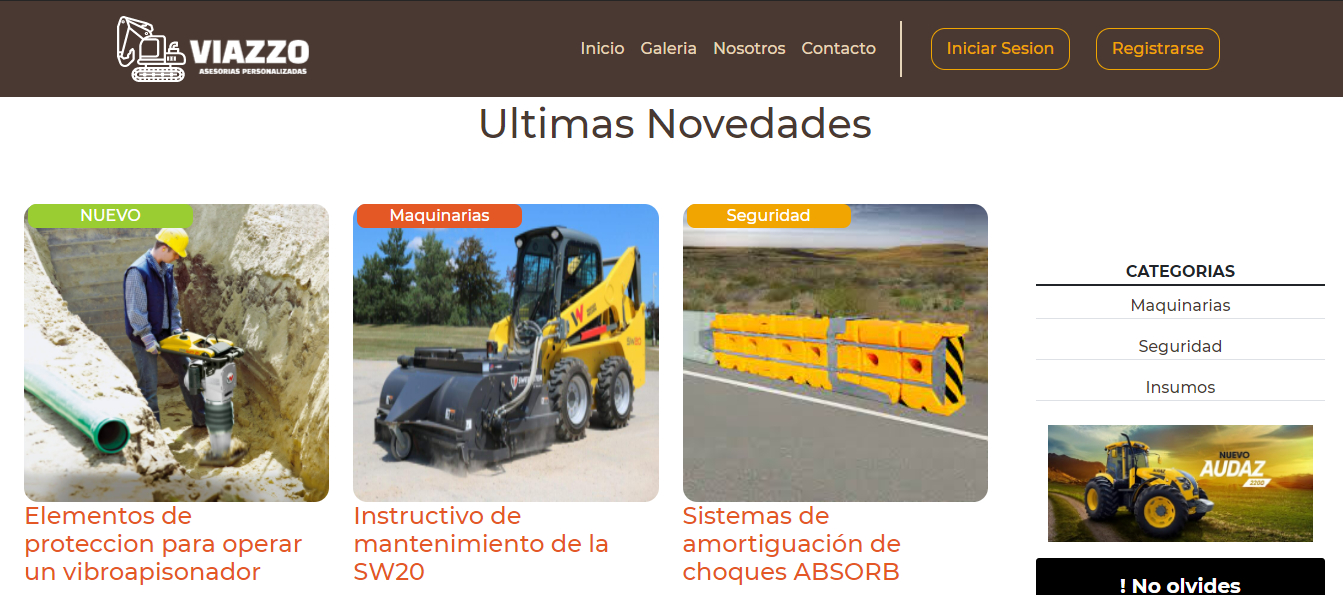 VIAZZO
ASESORIAS PERSONALIZADAS
Inicio Galeria Nosotros Contacto Iniciar Sesion Registrarse
Ultimas Novedades
NUEVO
Elementos de
proteccion para operar
un vibroapisonador
Maquinarias
SW20
Instructivo de
mantenimiento de la
SW20
Seguridad
Sistemas de
amortiguación de
choques ABSORB
CATEGORIAS
Maquinarias
Seguridad
Insumos
NUEVO
AUDAZ
2200
! No olvides